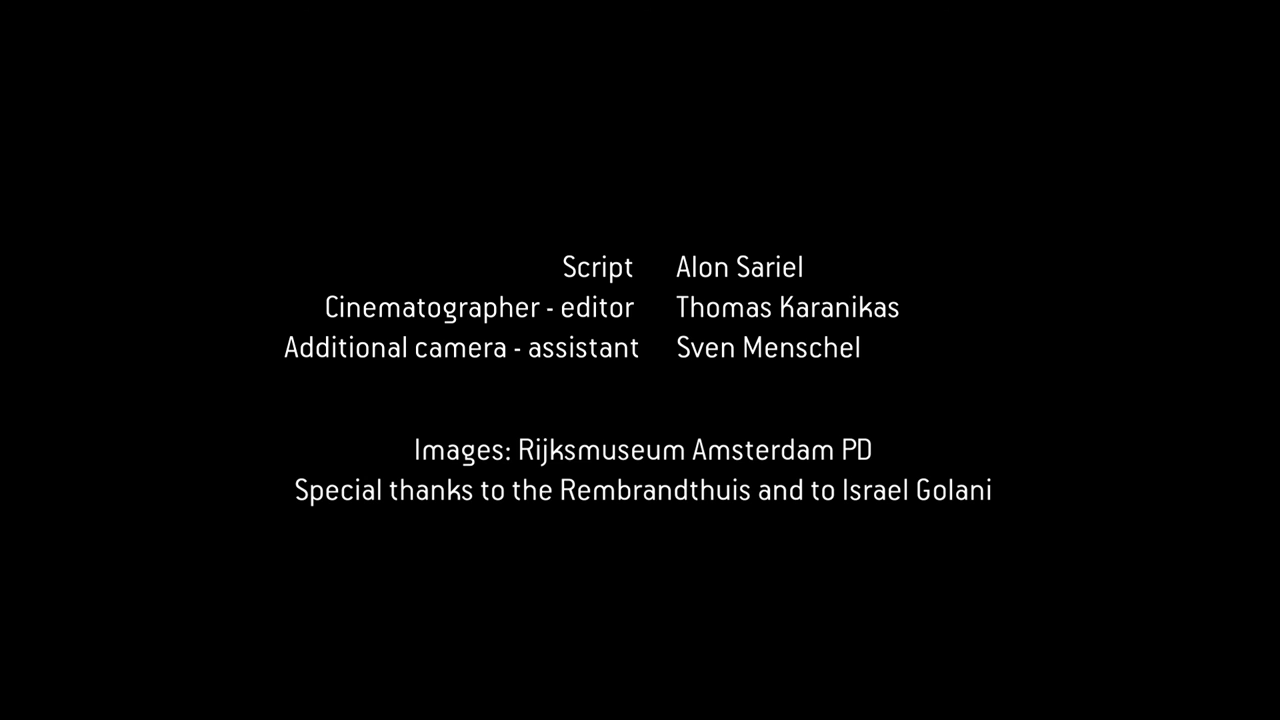 Script Alon Sariel
Cinematographer - editor Thomas Karanikas
Additional camera - assistant Sven Menschel
Images: Rijksmuseum Amsterdam PD
Special thanks to the Rembrandthuis and to Israel Golani